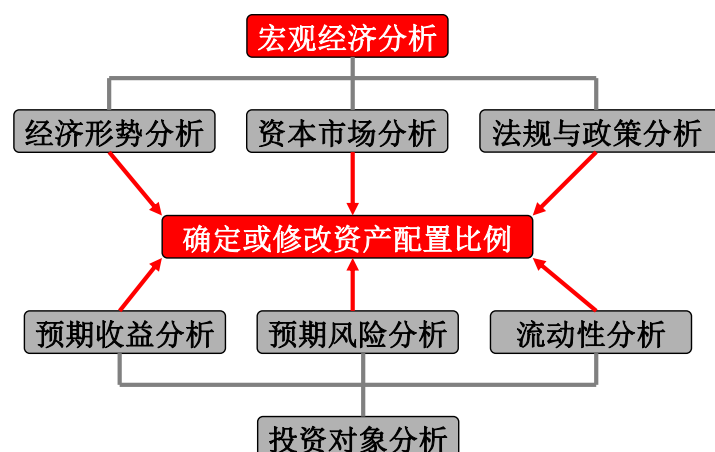 宏观经济分析
经济形势分析
资本市场分析
法规与政策分析
确定或修改资产配置比例
预期收益分析
预期风险分析
流动性分析
投资对象分析